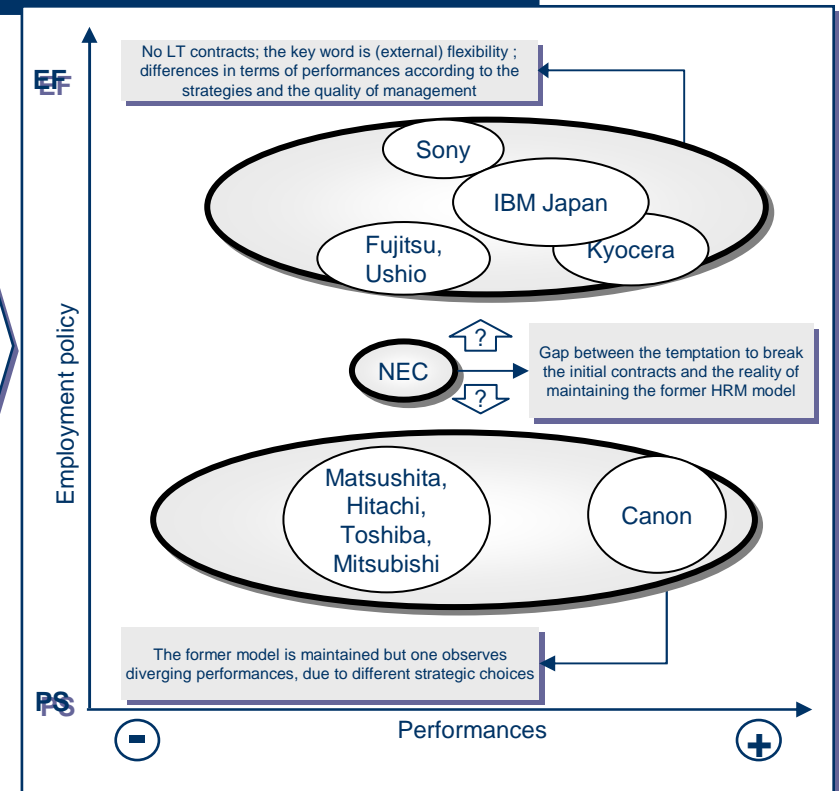 No LT contracts; the key word is (external) flexibility ;
differences in terms of performances according to the
strategies and the quality of management
EF
Sony
IBM Japan
Fujitsu,
Ushio
Kyocera
?
NEC
?
Gap between the temptation to break
the initial contracts and the reality of
maintaining the former HRM model
Employment policy
Matsushita,
Hitachi,
Toshiba,
Mitsubishi
Canon
The former model is maintained but one observes
diverging performances, due to different strategic choices
PS
Performances
-
+